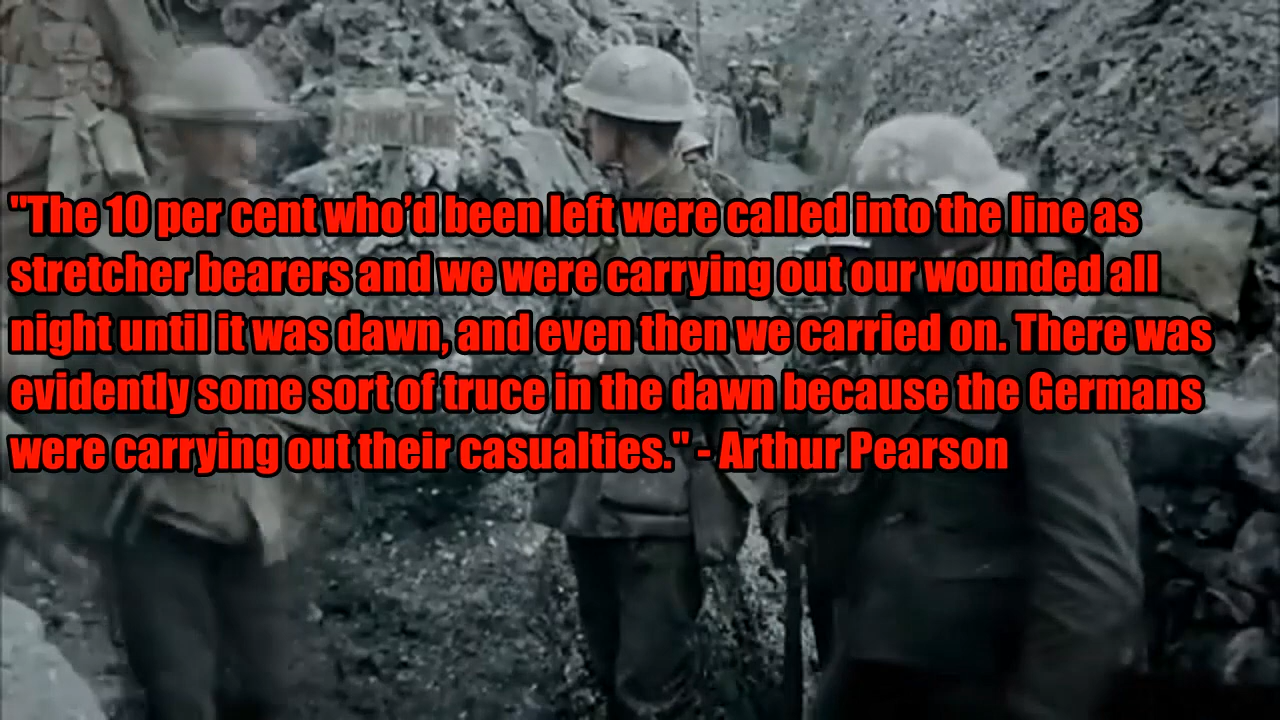 "The 10 per cent who’d been left were called into the line as
stretcher bearers and we were carrying out our wounded all
night until it was dawn, and even then we carried on. There was
evidently some sort of truce in the dawn because the Germans
were carrying out their casualties." - Arthur Pearson